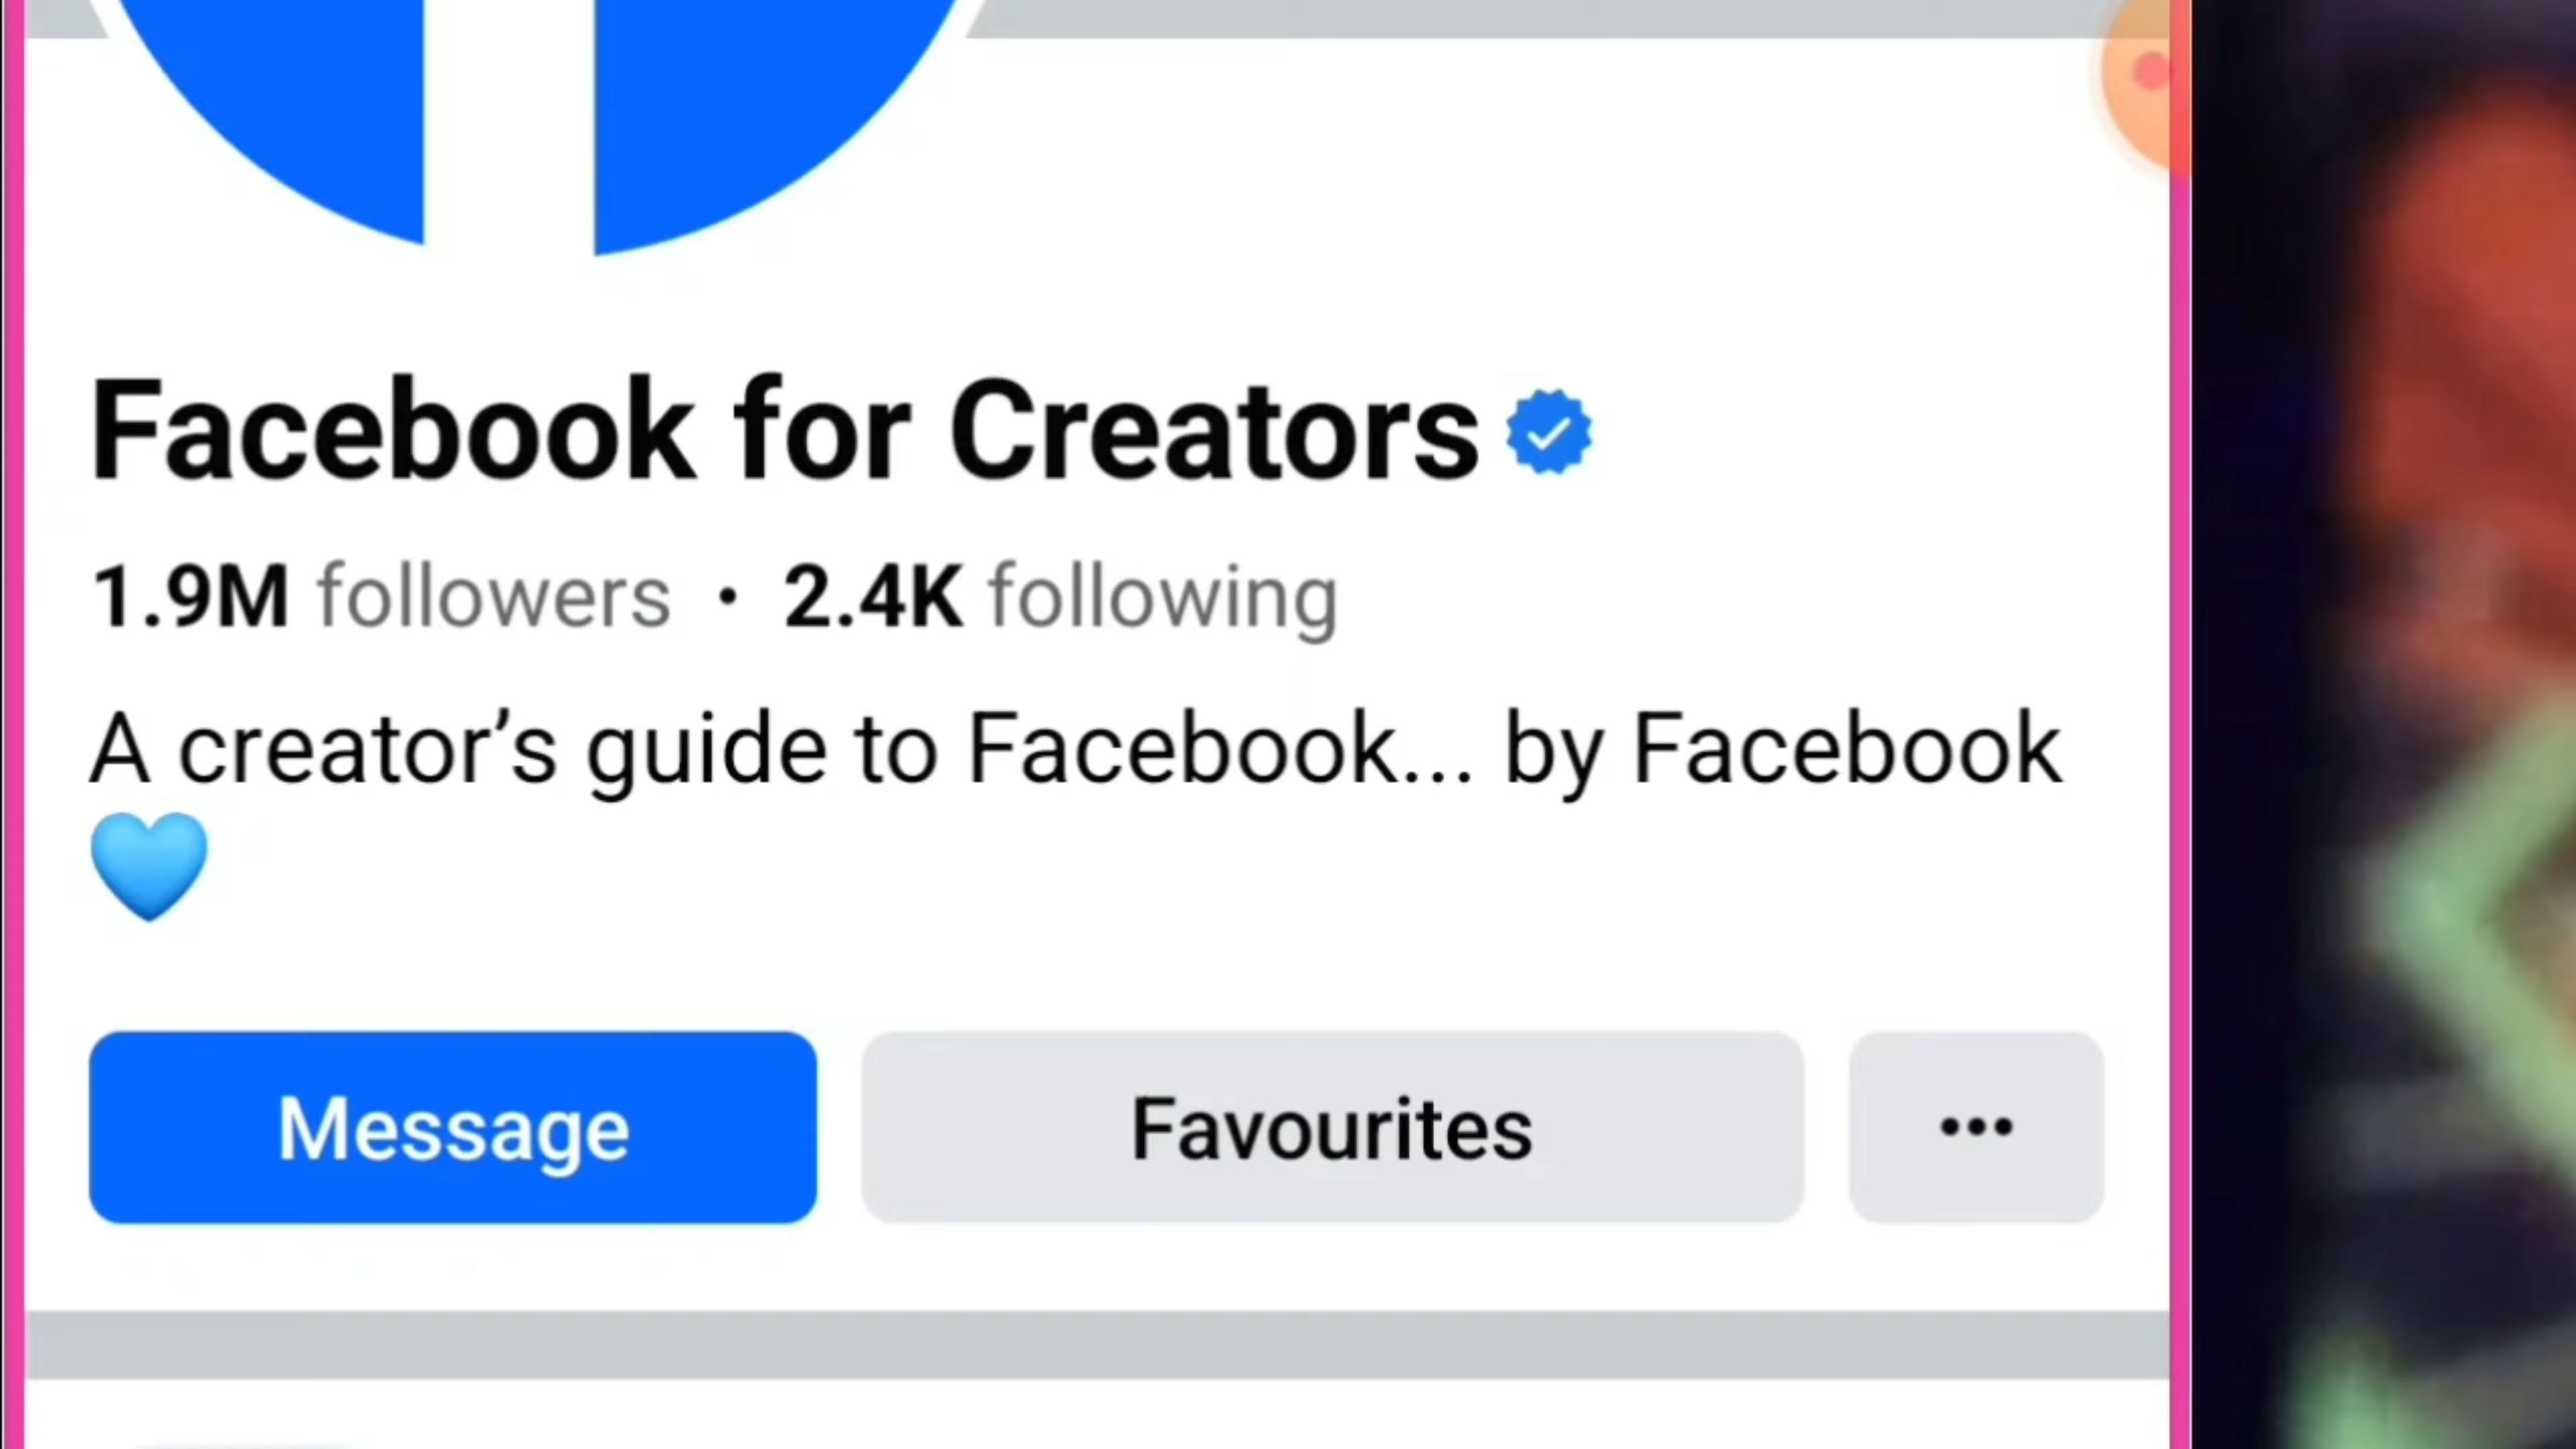 Facebook for Creators
1.9M followers · 2.4K following
A creator’s guide to Facebook... by Facebook
💙
Message
Favourites
...